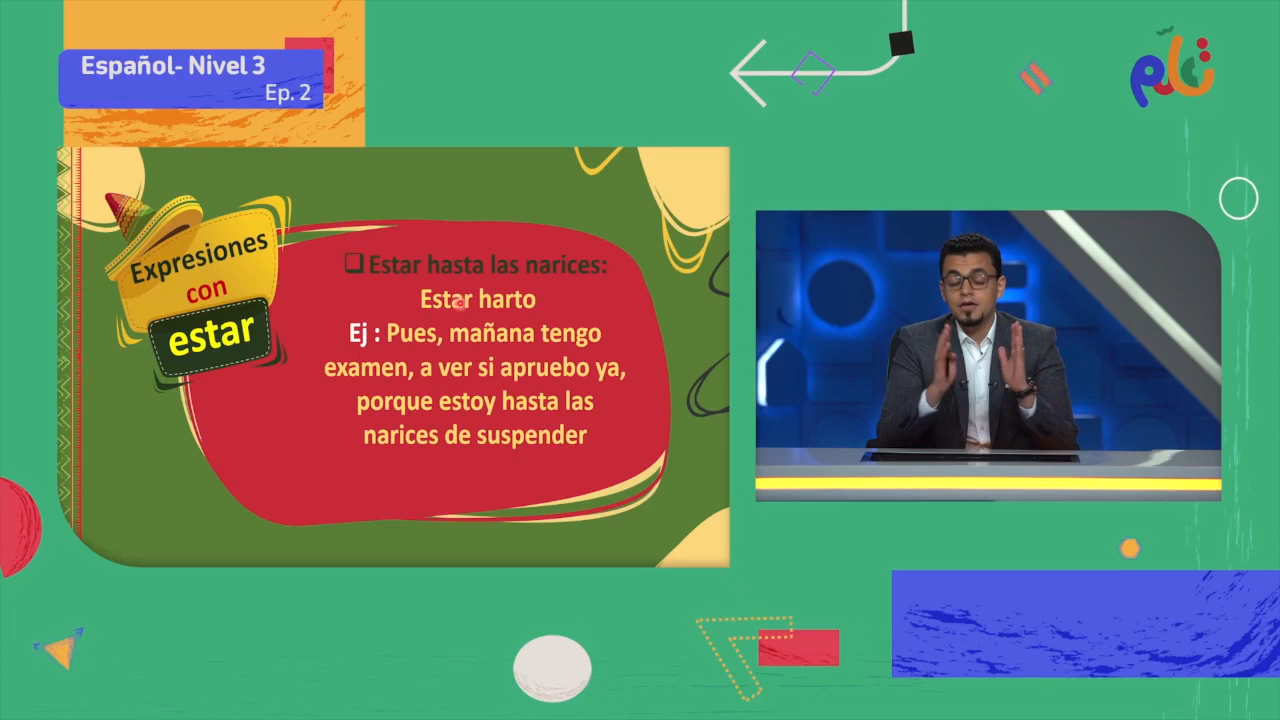 Español- Nivel 3
Ep. 2
Expresiones
con
estar
❑Estar hasta las narices:
Estar harto
Ej : Pues, mañana tengo
examen, a ver si apruebo ya,
porque estoy hasta las
narices de suspender